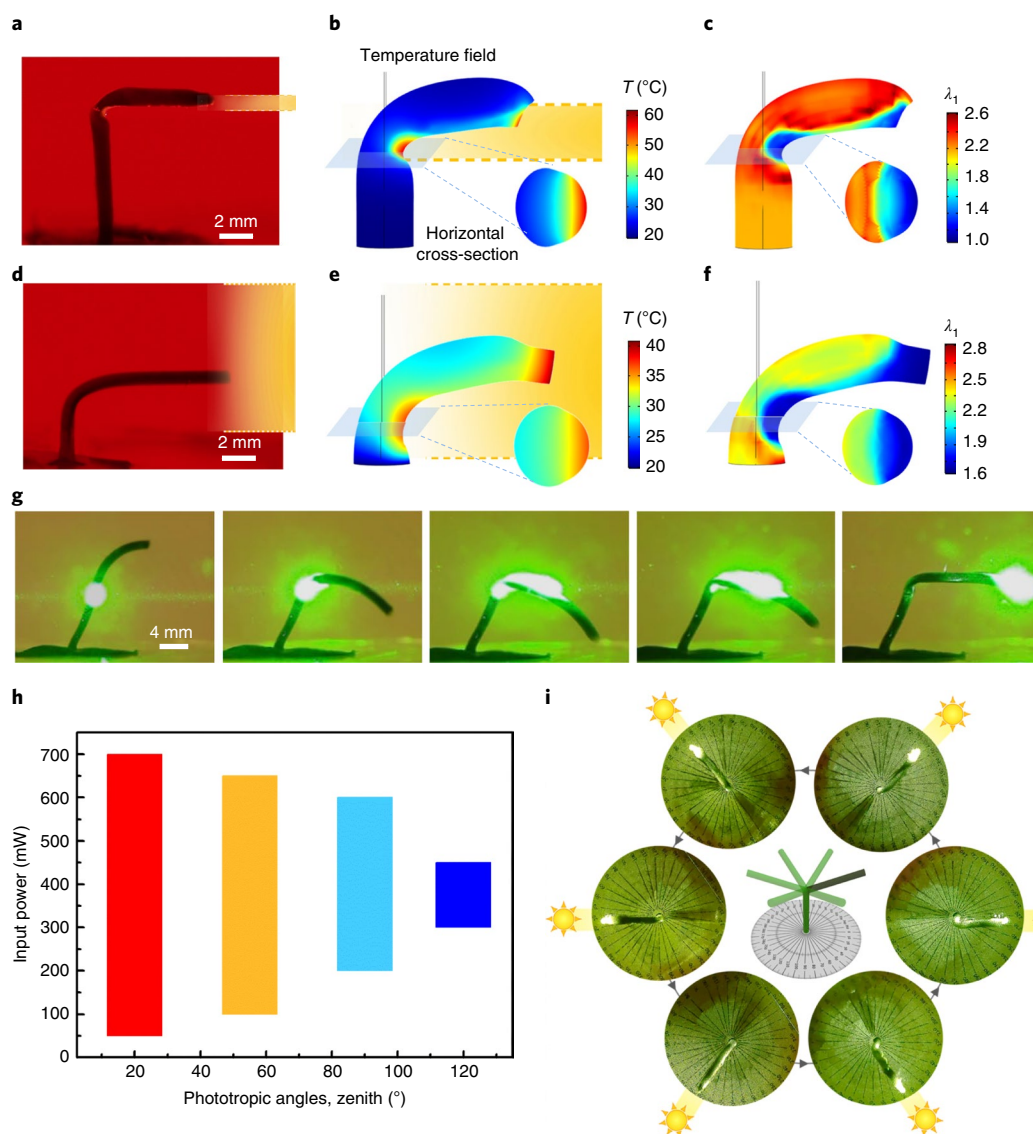 a
2 mm
b
Temperature field
Horizontal
cross-section
T (°C)
60
50
40
30
20
c
λ1
2.6
2.2
1.8
1.4
1.0
d
2 mm
e
T (°C)
40
35
30
25
20
f
λ1
2.8
2.5
2.2
1.9
1.6
g
4 mm
h
Input power (mW)
700
600
500
400
300
200
100
0
20
40
60
80
100
120
Phototropic angles, zenith (°)
i